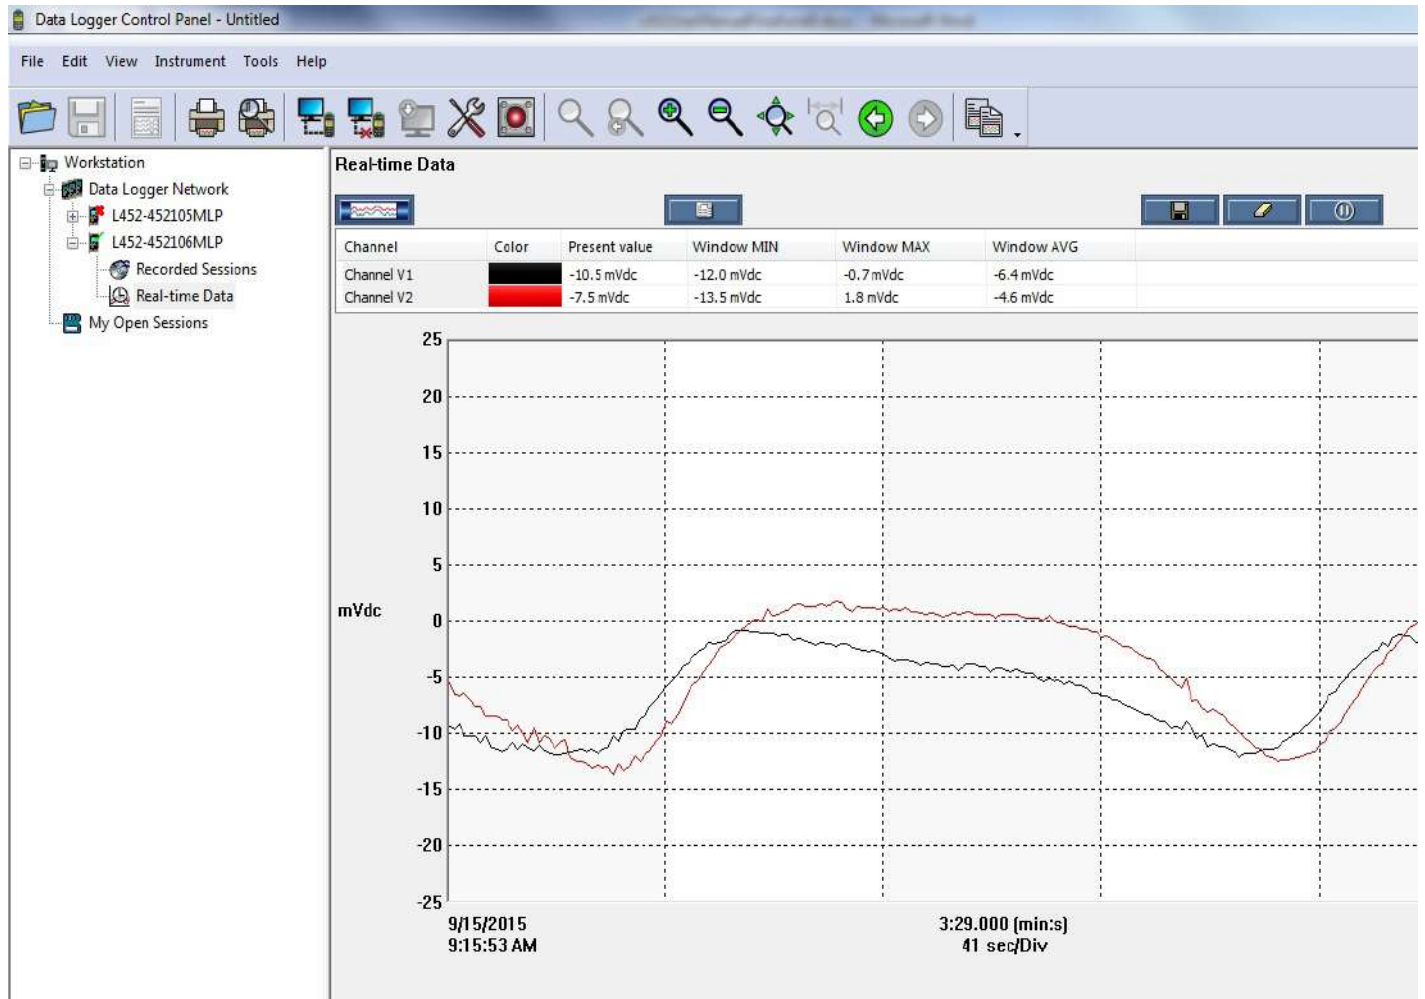 Data Logger Control Panel - Untitled
File Edit View Instrument Tools Help
Workstation
Data Logger Network
L452-452105MLP
L452-452106MLP
Recorded Sessions
Real-time Data
My Open Sessions
Real-time Data
Channel Color Present value Window MIN Window MAX Window AVG
Channel V1 -10.5 mVdc -12.0 mVdc -0.7 mVdc -6.4 mVdc
Channel V2 -7.5 mVdc -13.5 mVdc 1.8 mVdc -4.6 mVdc
25
20
15
10
5
mVdc
0
-5
-10
-15
-20
-25
9/15/2015 3:29.000 (min:s)
9:15:53 AM 41 sec/Div